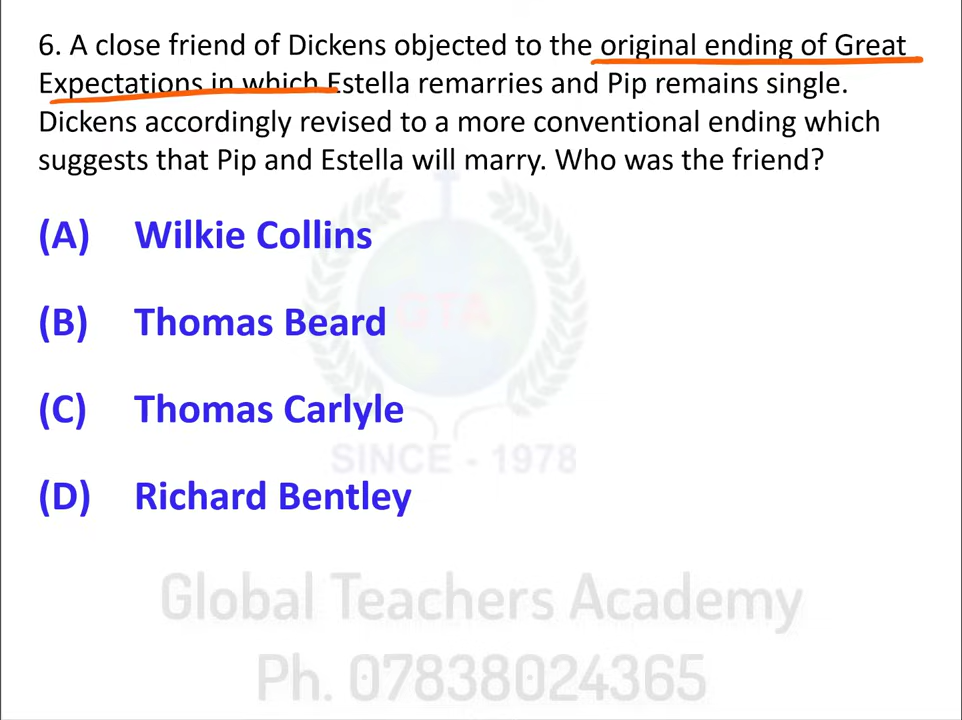 6. A close friend of Dickens objected to the original ending of Great
Expectations in which Estella remarries and Pip remains single.
Dickens accordingly revised to a more conventional ending which
suggests that Pip and Estella will marry. Who was the friend?
(A) Wilkie Collins
(B) Thomas Beard
(C) Thomas Carlyle
(D) Richard Bentley
GTA
SINCE - 1978
Global Teachers Academy
Ph. 07838024365